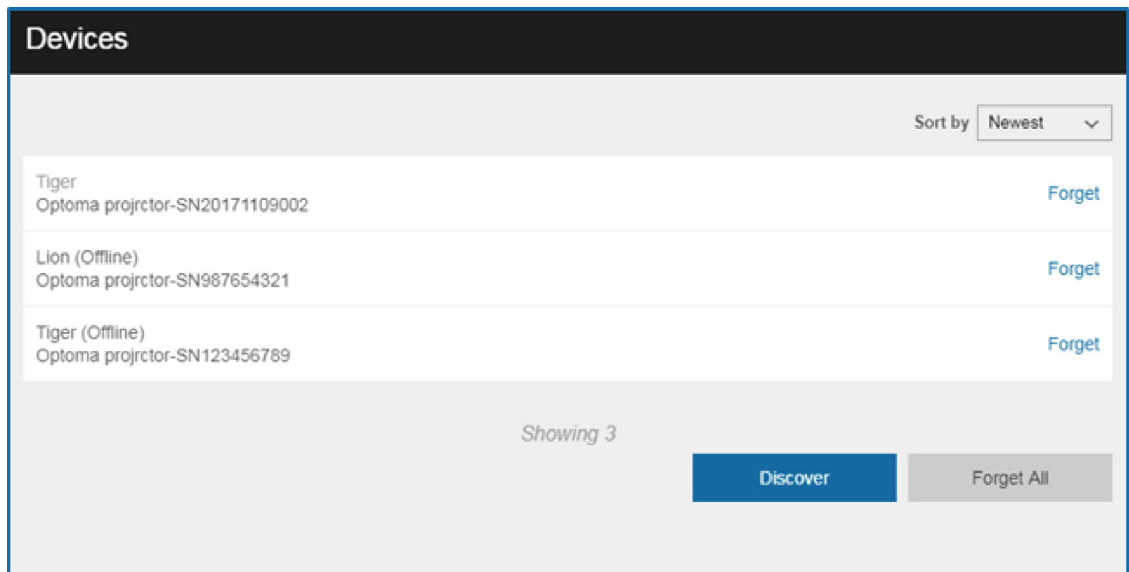 Devices
Sort by Newest
Tiger
Optoma projrctor-SN20171109002
Forget
Lion (Offline)
Optoma projrctor-SN987654321
Forget
Tiger (Offline)
Optoma projrctor-SN123456789
Forget
Showing 3
Discover Forget All